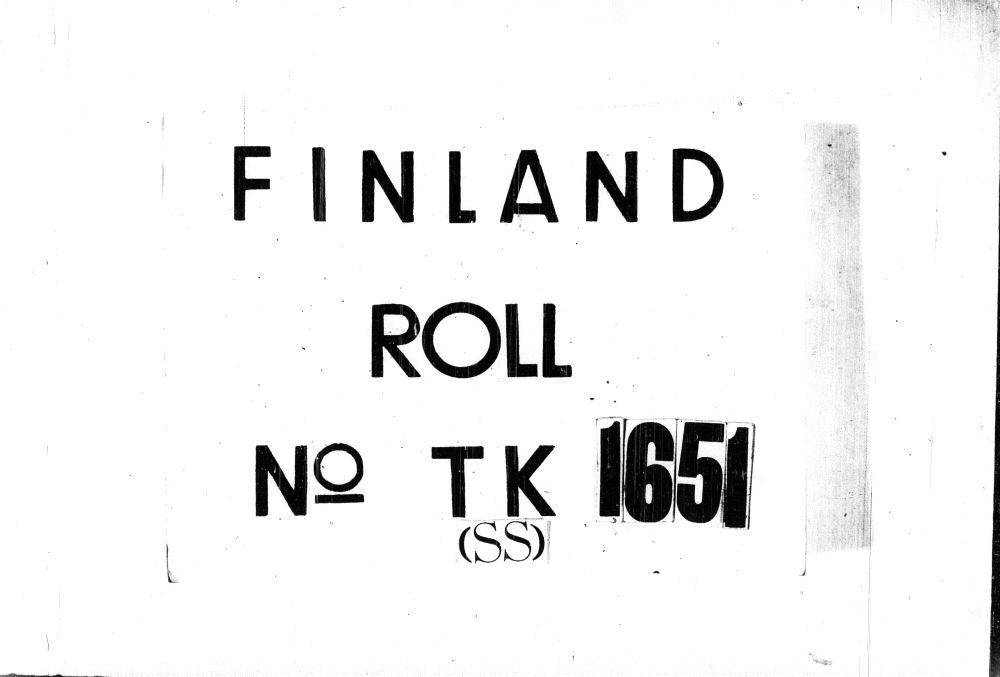 FINLAND
ROLL
Nº TK 1651
(SS)